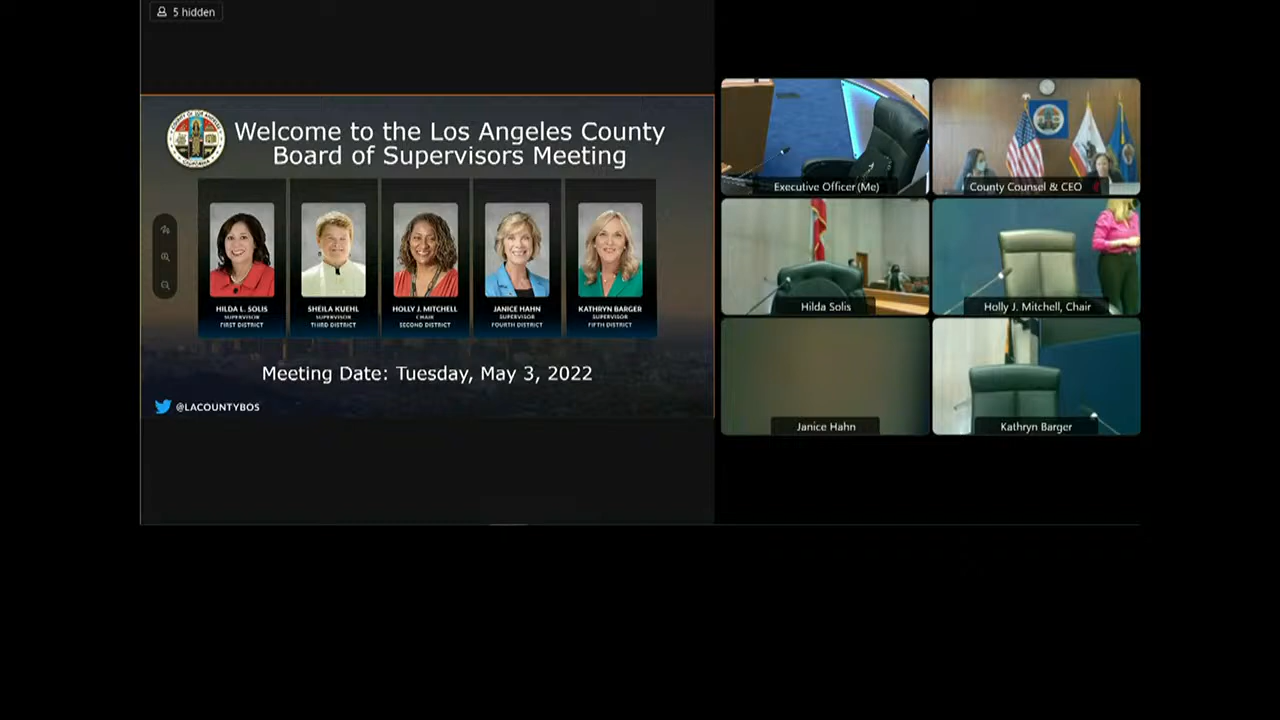 5 hidden
Welcome to the Los Angeles County
Board of Supervisors Meeting
HILDA L. SOLIS
SUPERVISOR
FIRST DISTRICT
SHEILA KUEHL
SUPERVISOR
THIRD DISTRICT
HOLLY J. MITCHELL
CHAIR
SECOND DISTRICT
JANICE HAHN
SUPERVISOR
FOURTH DISTRICT
KATHRYN BARGER
SUPERVISOR
FIFTH DISTRICT
Meeting Date: Tuesday, May 3, 2022
@LACOUNTYBOS
Executive Officer (Me)
County Counsel & CEO
Hilda Solis
Holly J. Mitchell, Chair
Janice Hahn
Kathryn Barger